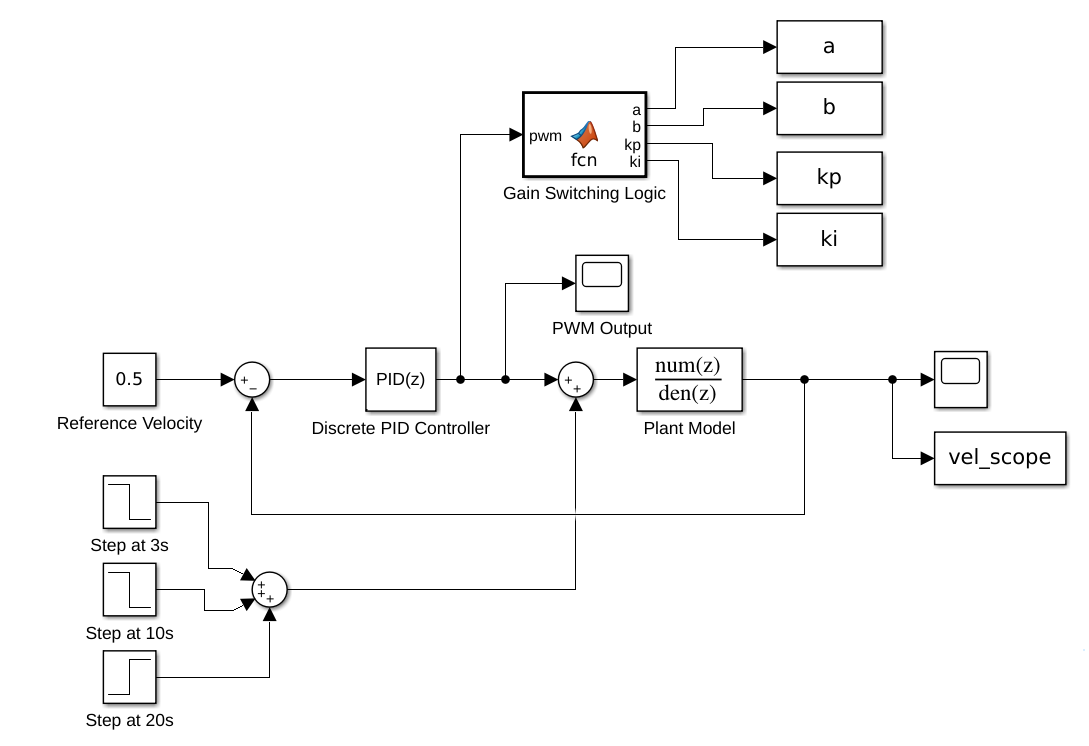 a
b
kp
ki
pwm
fcn
a
b
kp
ki
Gain Switching Logic
PWM Output
0.5
Reference Velocity
+
−
PID(z)
Discrete PID Controller
+
+
num(z)
den(z)
Plant Model
vel_scope
Step at 3s
Step at 10s
Step at 20s
+
+
+